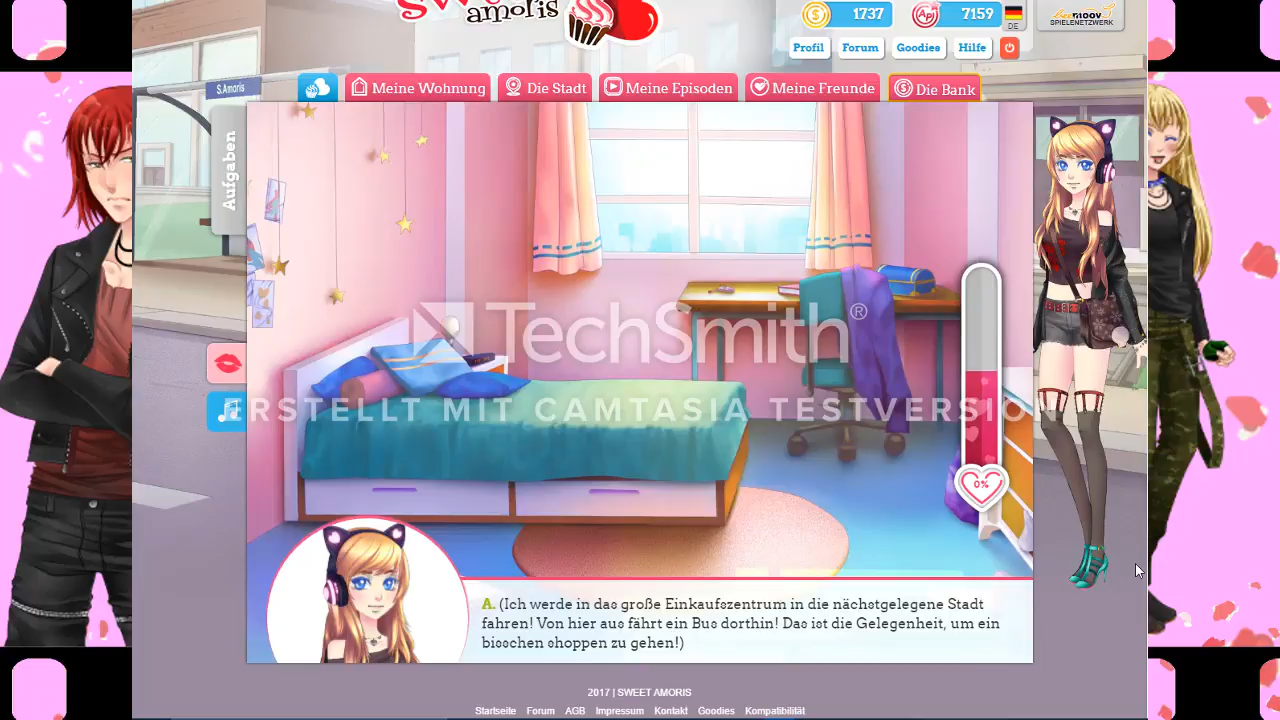 amoris
1737
7159
DE
beemoov
SPIELENETZWERK
Profil
Forum
Goodies
Hilfe
S.Amoris
Meine Wohnung
Die Stadt
Meine Episoden
Meine Freunde
Die Bank
Aufgaben
TechSmith®
ERSTELLT MIT CAMTASIA TESTVERSIO
0%
A. (Ich werde in das große Einkaufszentrum in die nächstgelegene Stadt
fahren! Von hier aus fährt ein Bus dorthin! Das ist die Gelegenheit, um ein
bisschen shoppen zu gehen!)
2017 | SWEET AMORIS
Startseite Forum AGB Impressum Kontakt Goodies Kompatibilität